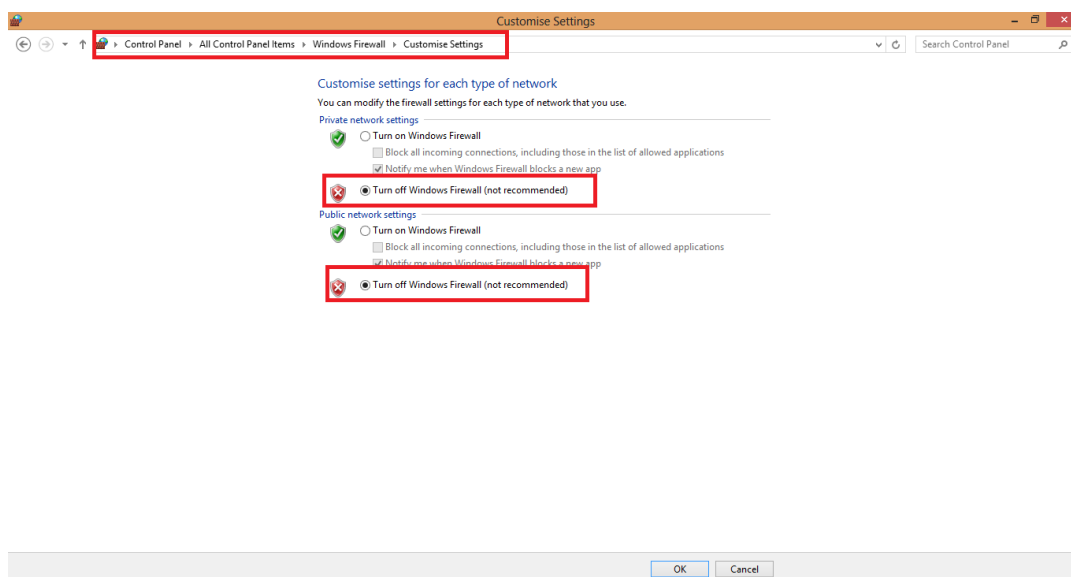 Customise Settings
Control Panel ▸ All Control Panel Items ▸ Windows Firewall ▸ Customise Settings
Search Control Panel
Customise settings for each type of network
You can modify the firewall settings for each type of network that you use.
Private network settings
Turn on Windows Firewall
Block all incoming connections, including those in the list of allowed applications
Notify me when Windows Firewall blocks a new app
Turn off Windows Firewall (not recommended)
Public network settings
Turn on Windows Firewall
Block all incoming connections, including those in the list of allowed applications
Notify me when Windows Firewall blocks a new app
Turn off Windows Firewall (not recommended)
OK Cancel